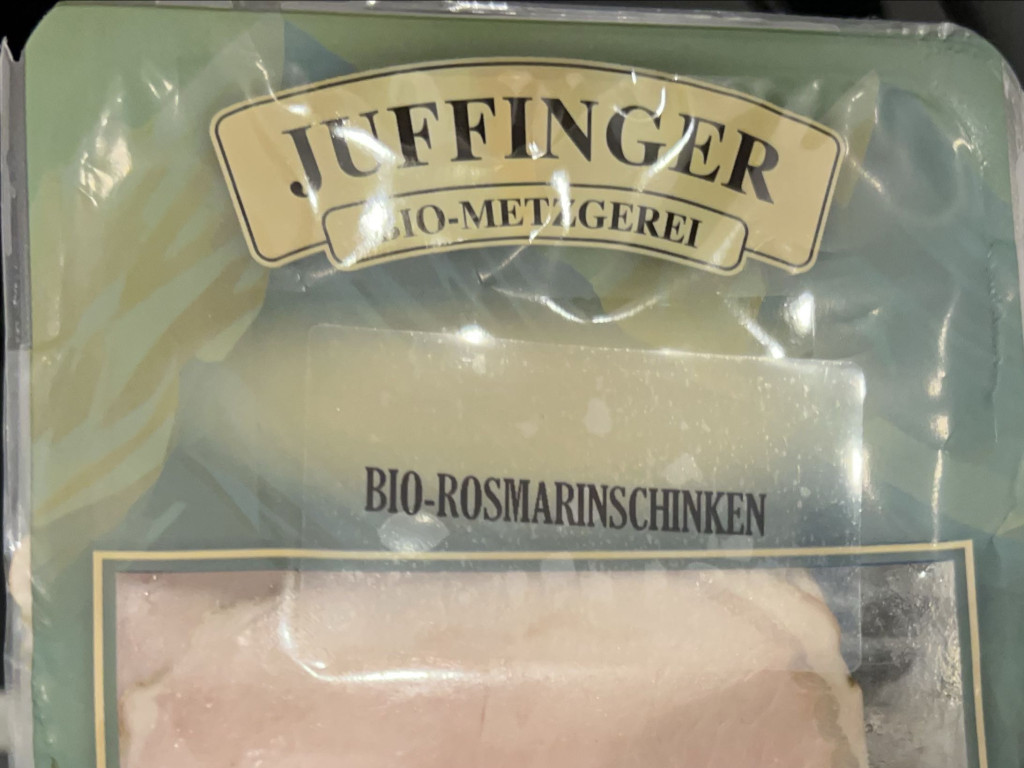 JUFFINGER
BIO-METZGEREI
BIO-ROSMARINSCHINKEN